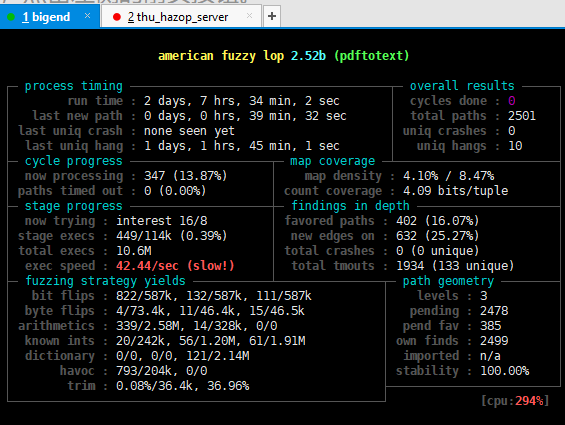 1 bigend × 2 thu_hazop_server × +
american fuzzy lop 2.52b (pdftotext)
process timing overall results
run time : 2 days, 7 hrs, 34 min, 2 sec cycles done : 0
last new path : 0 days, 0 hrs, 39 min, 32 sec total paths : 2501
last uniq crash : none seen yet uniq crashes : 0
last uniq hang : 1 days, 1 hrs, 45 min, 1 sec uniq hangs : 10
cycle progress map coverage
now processing : 347 (13.87%) map density : 4.10% / 8.47%
paths timed out : 0 (0.00%) count coverage : 4.09 bits/tuple
stage progress findings in depth
now trying : interest 16/8 favored paths : 402 (16.07%)
stage execs : 449/114k (0.39%) new edges on : 632 (25.27%)
total execs : 10.6M total crashes : 0 (0 unique)
exec speed : 42.44/sec (slow!) total tmouts : 1934 (133 unique)
fuzzing strategy yields path geometry
bit flips : 822/587k, 132/587k, 111/587k levels : 3
byte flips : 4/73.4k, 11/46.4k, 15/46.5k pending : 2478
arithmetics : 339/2.58M, 14/328k, 0/0 pend fav : 385
known ints : 20/242k, 56/1.20M, 61/1.91M own finds : 2499
dictionary : 0/0, 0/0, 121/2.14M imported : n/a
havoc : 793/204k, 0/0 stability : 100.00%
trim : 0.08%/36.4k, 36.96%
[cpu:294%]